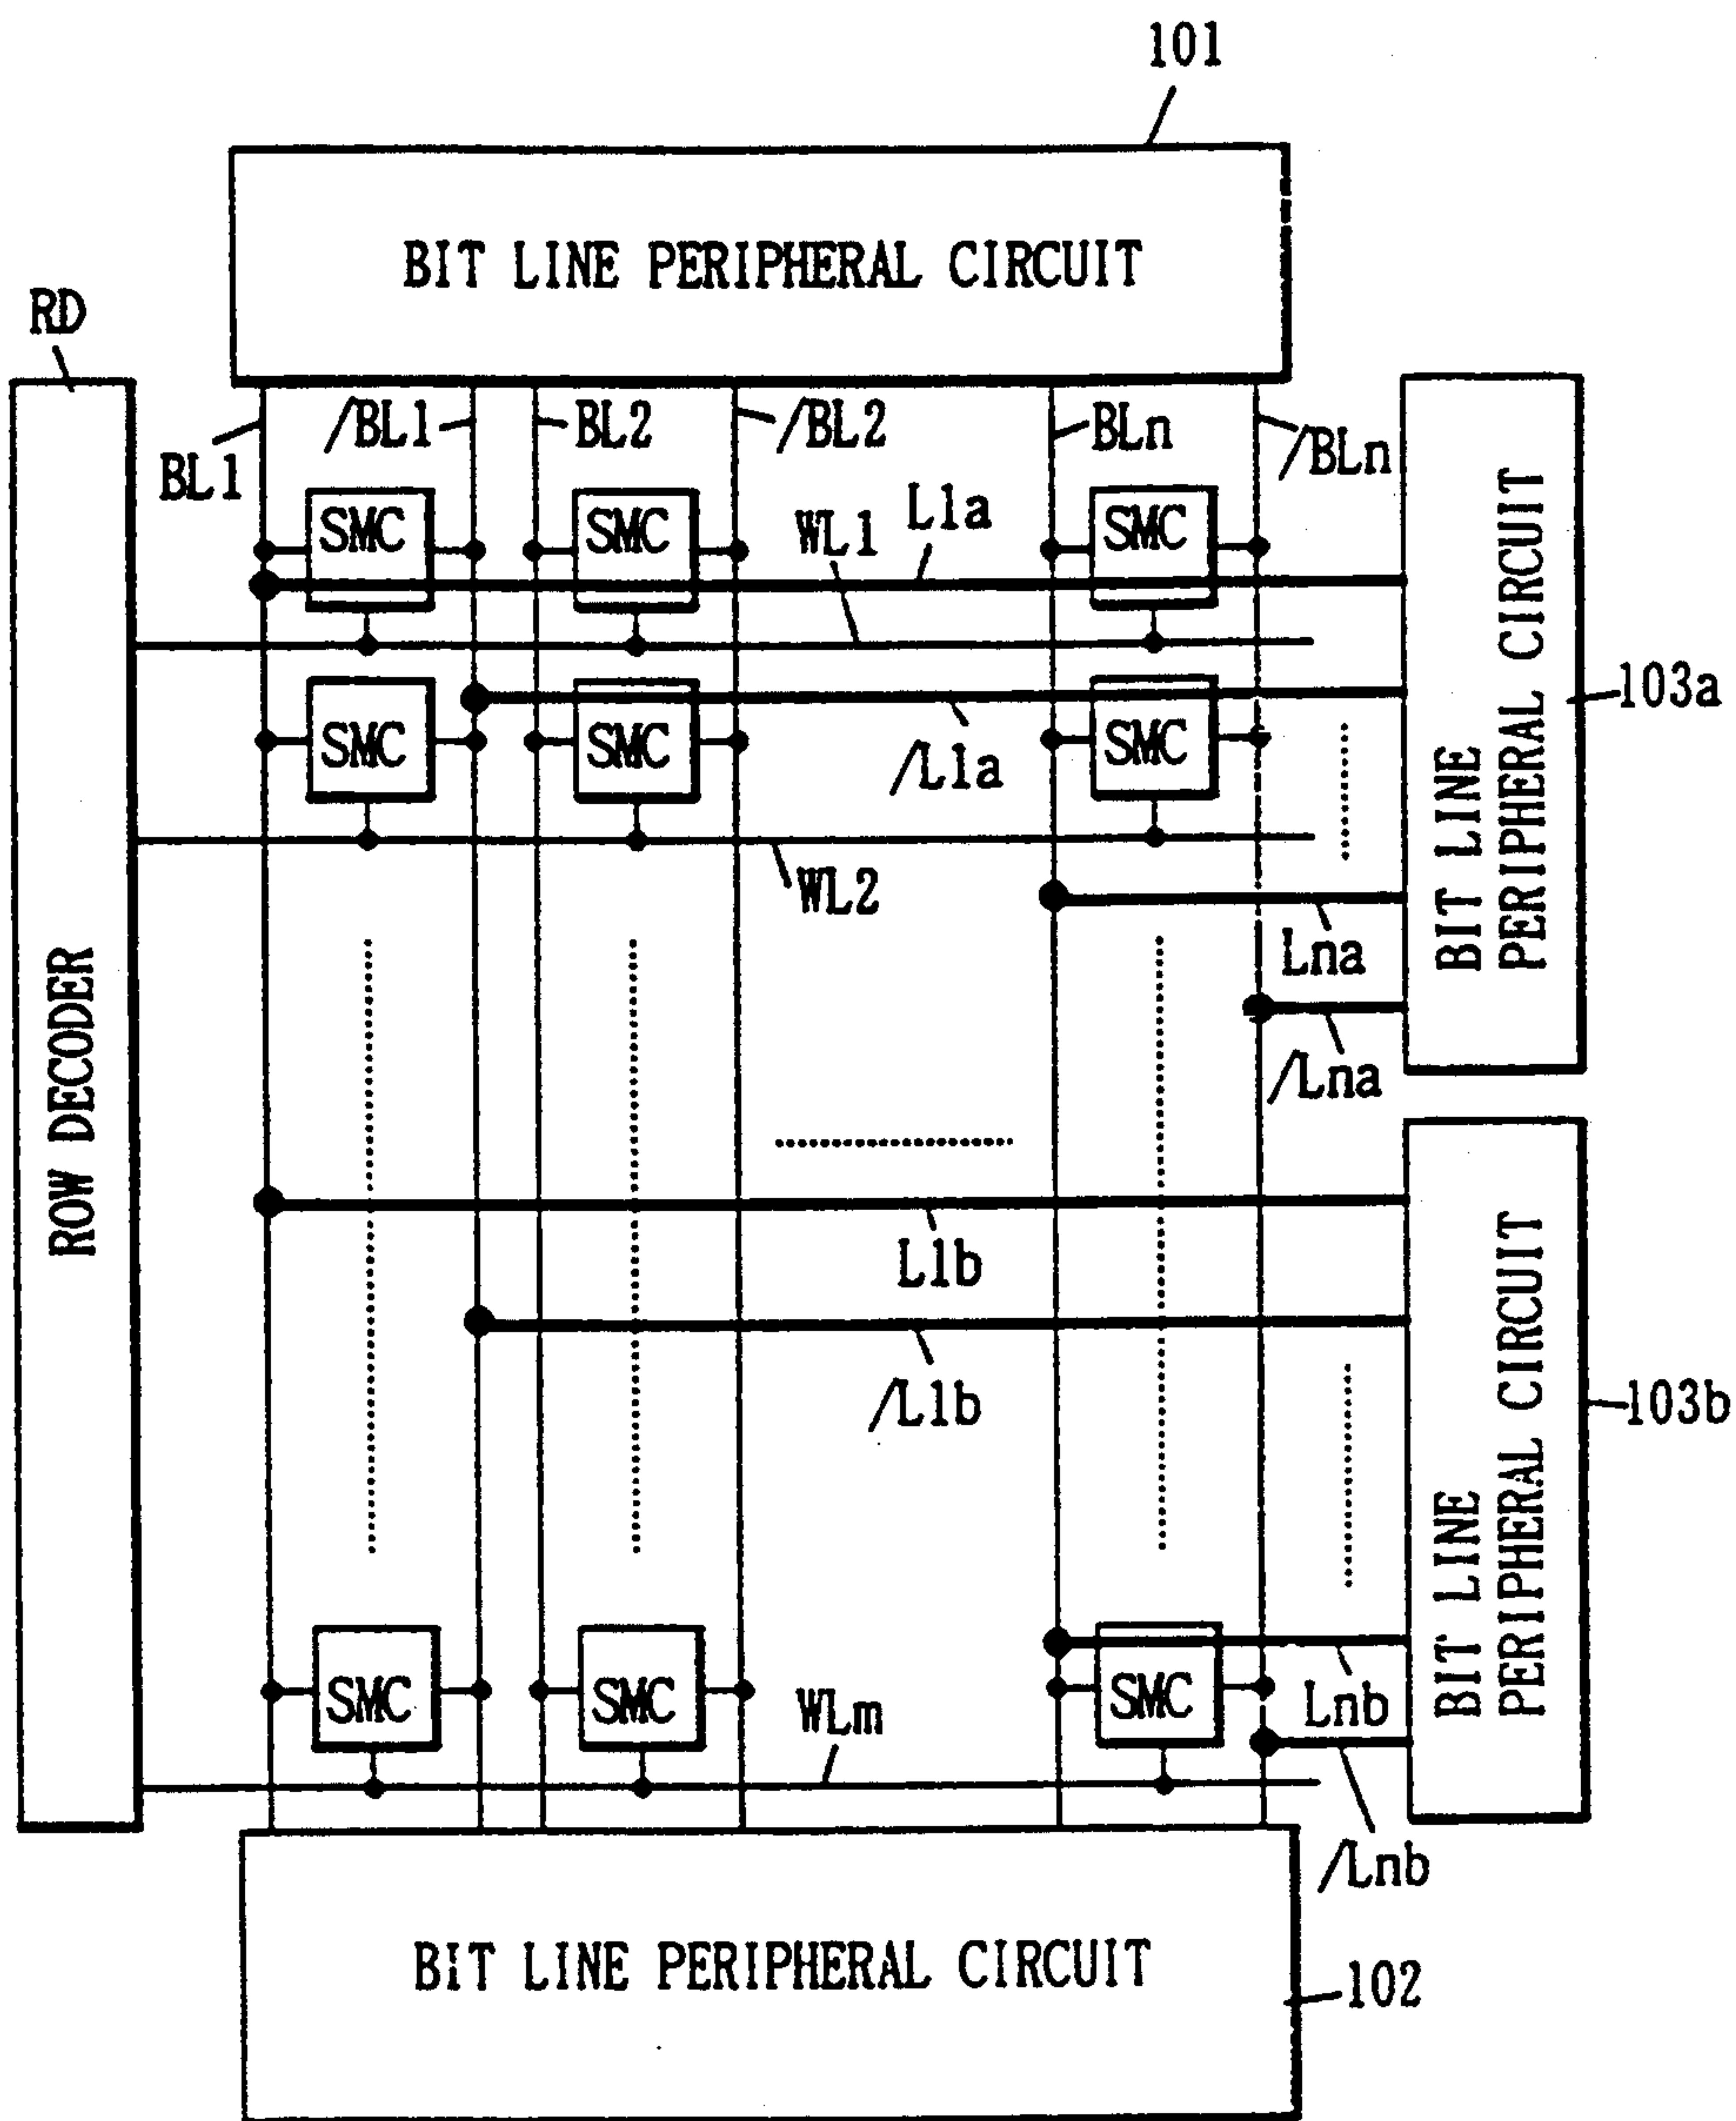 101
BIT LINE PERIPHERAL CIRCUIT
RD
BL1
/BL1
BL2
/BL2
BLn
/BLn
SMC
SMC
SMC
WL1
L1a
SMC
SMC
SMC
/L1a
103a
BIT LINE
PERIPHERAL CIRCUIT
WL2
Lna
/Lna
ROW DECODER
L1b
/L1b
103b
BIT LINE
PERIPHERAL CIRCUIT
SMC
SMC
SMC
WLm
Lnb
/Lnb
BIT LINE PERIPHERAL CIRCUIT
102